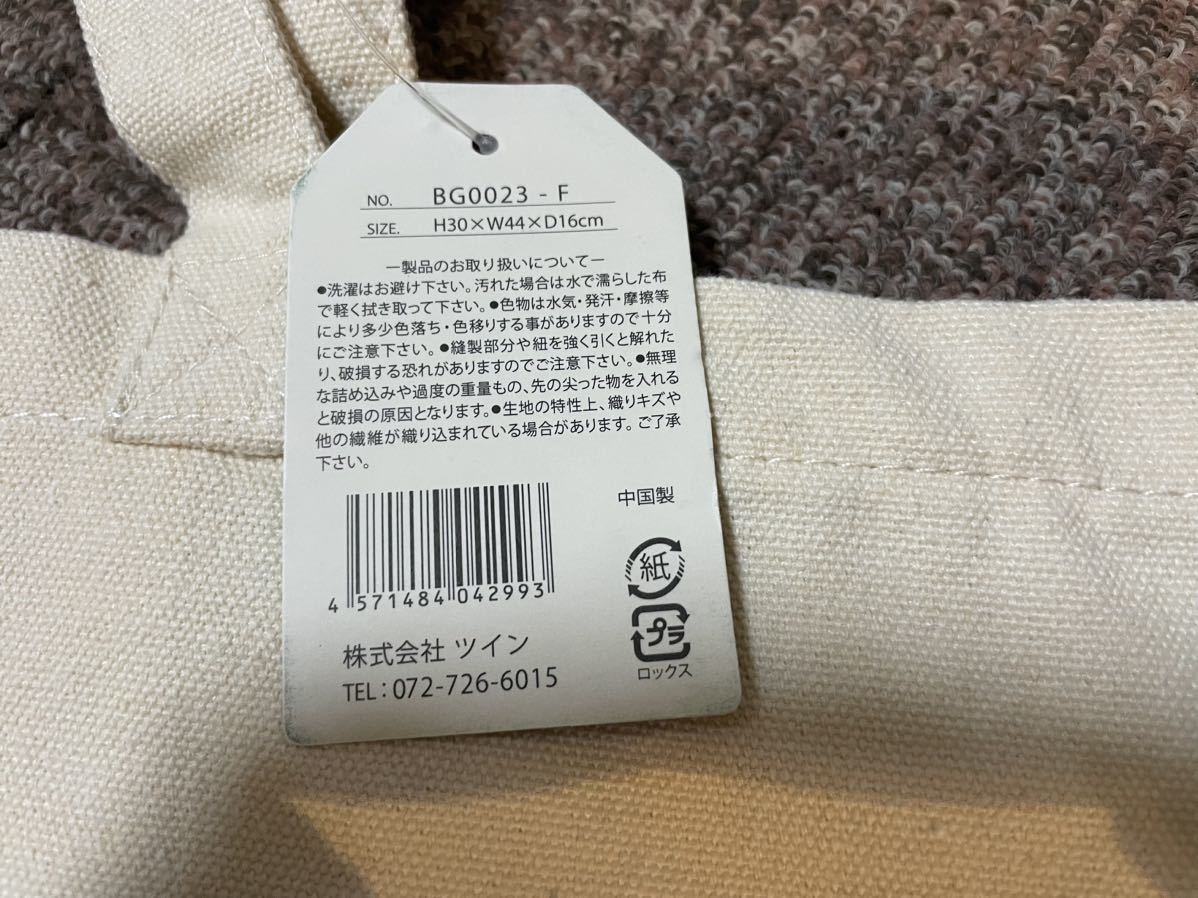 NO. BG0023 - F
SIZE. H30×W44×D16cm
―製品のお取り扱いについて―
●洗濯はお避け下さい。汚れた場合は水で濡らした布
で軽く拭き取って下さい。●色物は水気・発汗・摩擦等
により多少色落ち・色移りする事がありますので十分
にご注意下さい。●縫製部分や紐を強く引くと解れた
り、破損する恐れがありますのでご注意下さい。●無理
な詰め込みや過度の重量もの、先の尖った物を入れる
と破損の原因となります。●生地の特性上、織りキズや
他の繊維が織り込まれている場合があります。ご了承
下さい。
中国製
4 571484 042993
紙
プラ
ロックス
株式会社 ツイン
TEL：072-726-6015